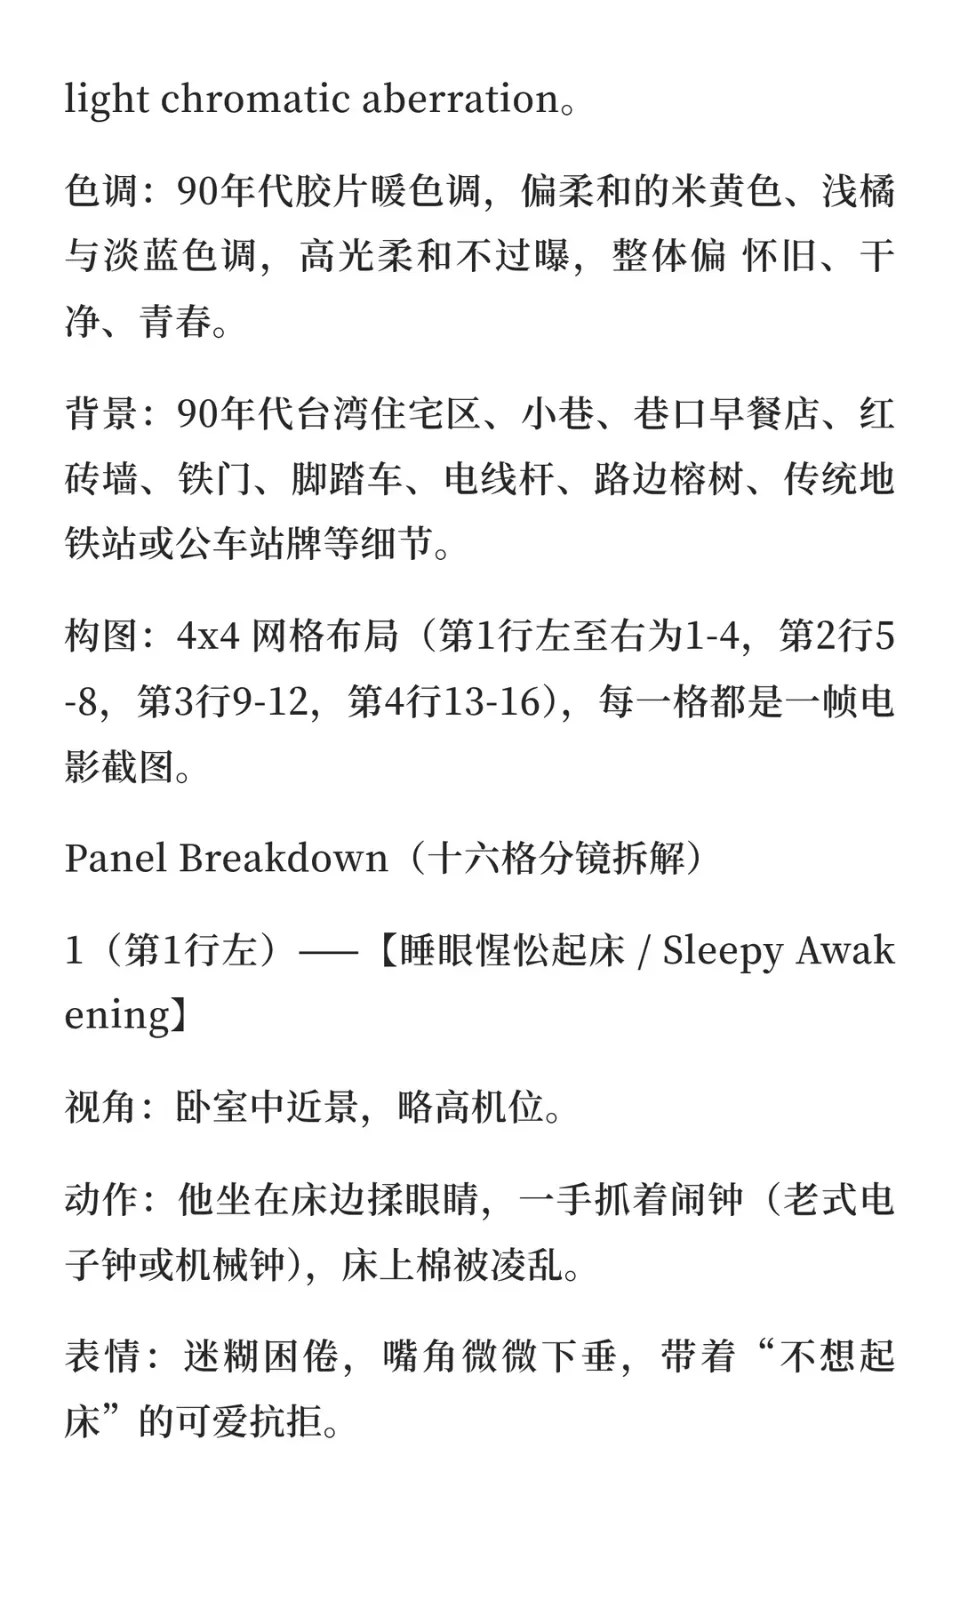 light chromatic aberration。
色调：90年代胶片暖色调，偏柔和的米黄色、浅橘
与淡蓝色调，高光柔和不过曝，整体偏 怀旧、干
净、青春。
背景：90年代台湾住宅区、小巷、巷口早餐店、红
砖墙、铁门、脚踏车、电线杆、路边榕树、传统地
铁站或公车站牌等细节。
构图：4x4 网格布局（第1行左至右为1-4，第2行5
-8，第3行9-12，第4行13-16），每一格都是一帧电
影截图。
Panel Breakdown（十六格分镜拆解）
1（第1行左）——【睡眼惺忪起床 / Sleepy Awak
ening】
视角：卧室中近景，略高机位。
动作：他坐在床边揉眼睛，一手抓着闹钟（老式电
子钟或机械钟），床上棉被凌乱。
表情：迷糊困倦，嘴角微微下垂，带着“不想起
床”的可爱抗拒。